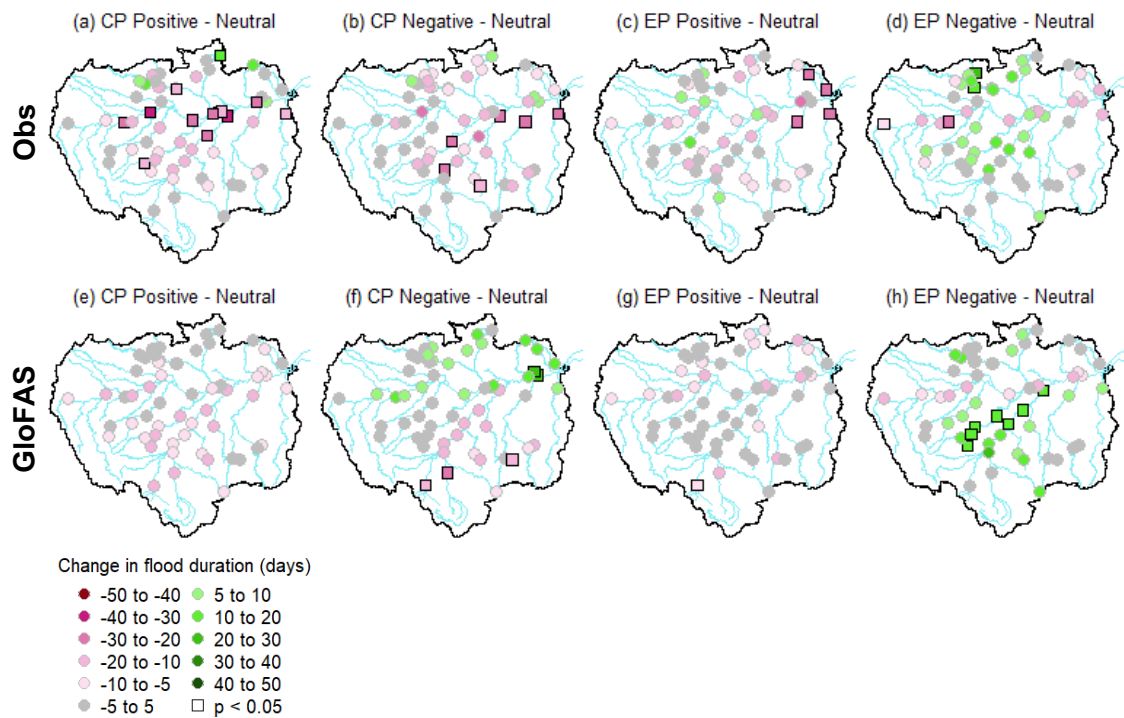 (a) CP Positive - Neutral
(b) CP Negative - Neutral
(c) EP Positive - Neutral
(d) EP Negative - Neutral
Obs
(e) CP Positive - Neutral
(f) CP Negative - Neutral
(g) EP Positive - Neutral
(h) EP Negative - Neutral
GloFAS
Change in flood duration (days)
-50 to -40
-40 to -30
-30 to -20
-20 to -10
-10 to -5
-5 to 5
5 to 10
10 to 20
20 to 30
30 to 40
40 to 50
p < 0.05